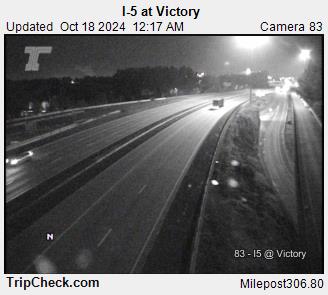 I-5 at Victory
Updated Oct 18 2024 12:17 AM Camera 83
T
N
83 - I5 @ Victory
TripCheck.com Milepost306.80